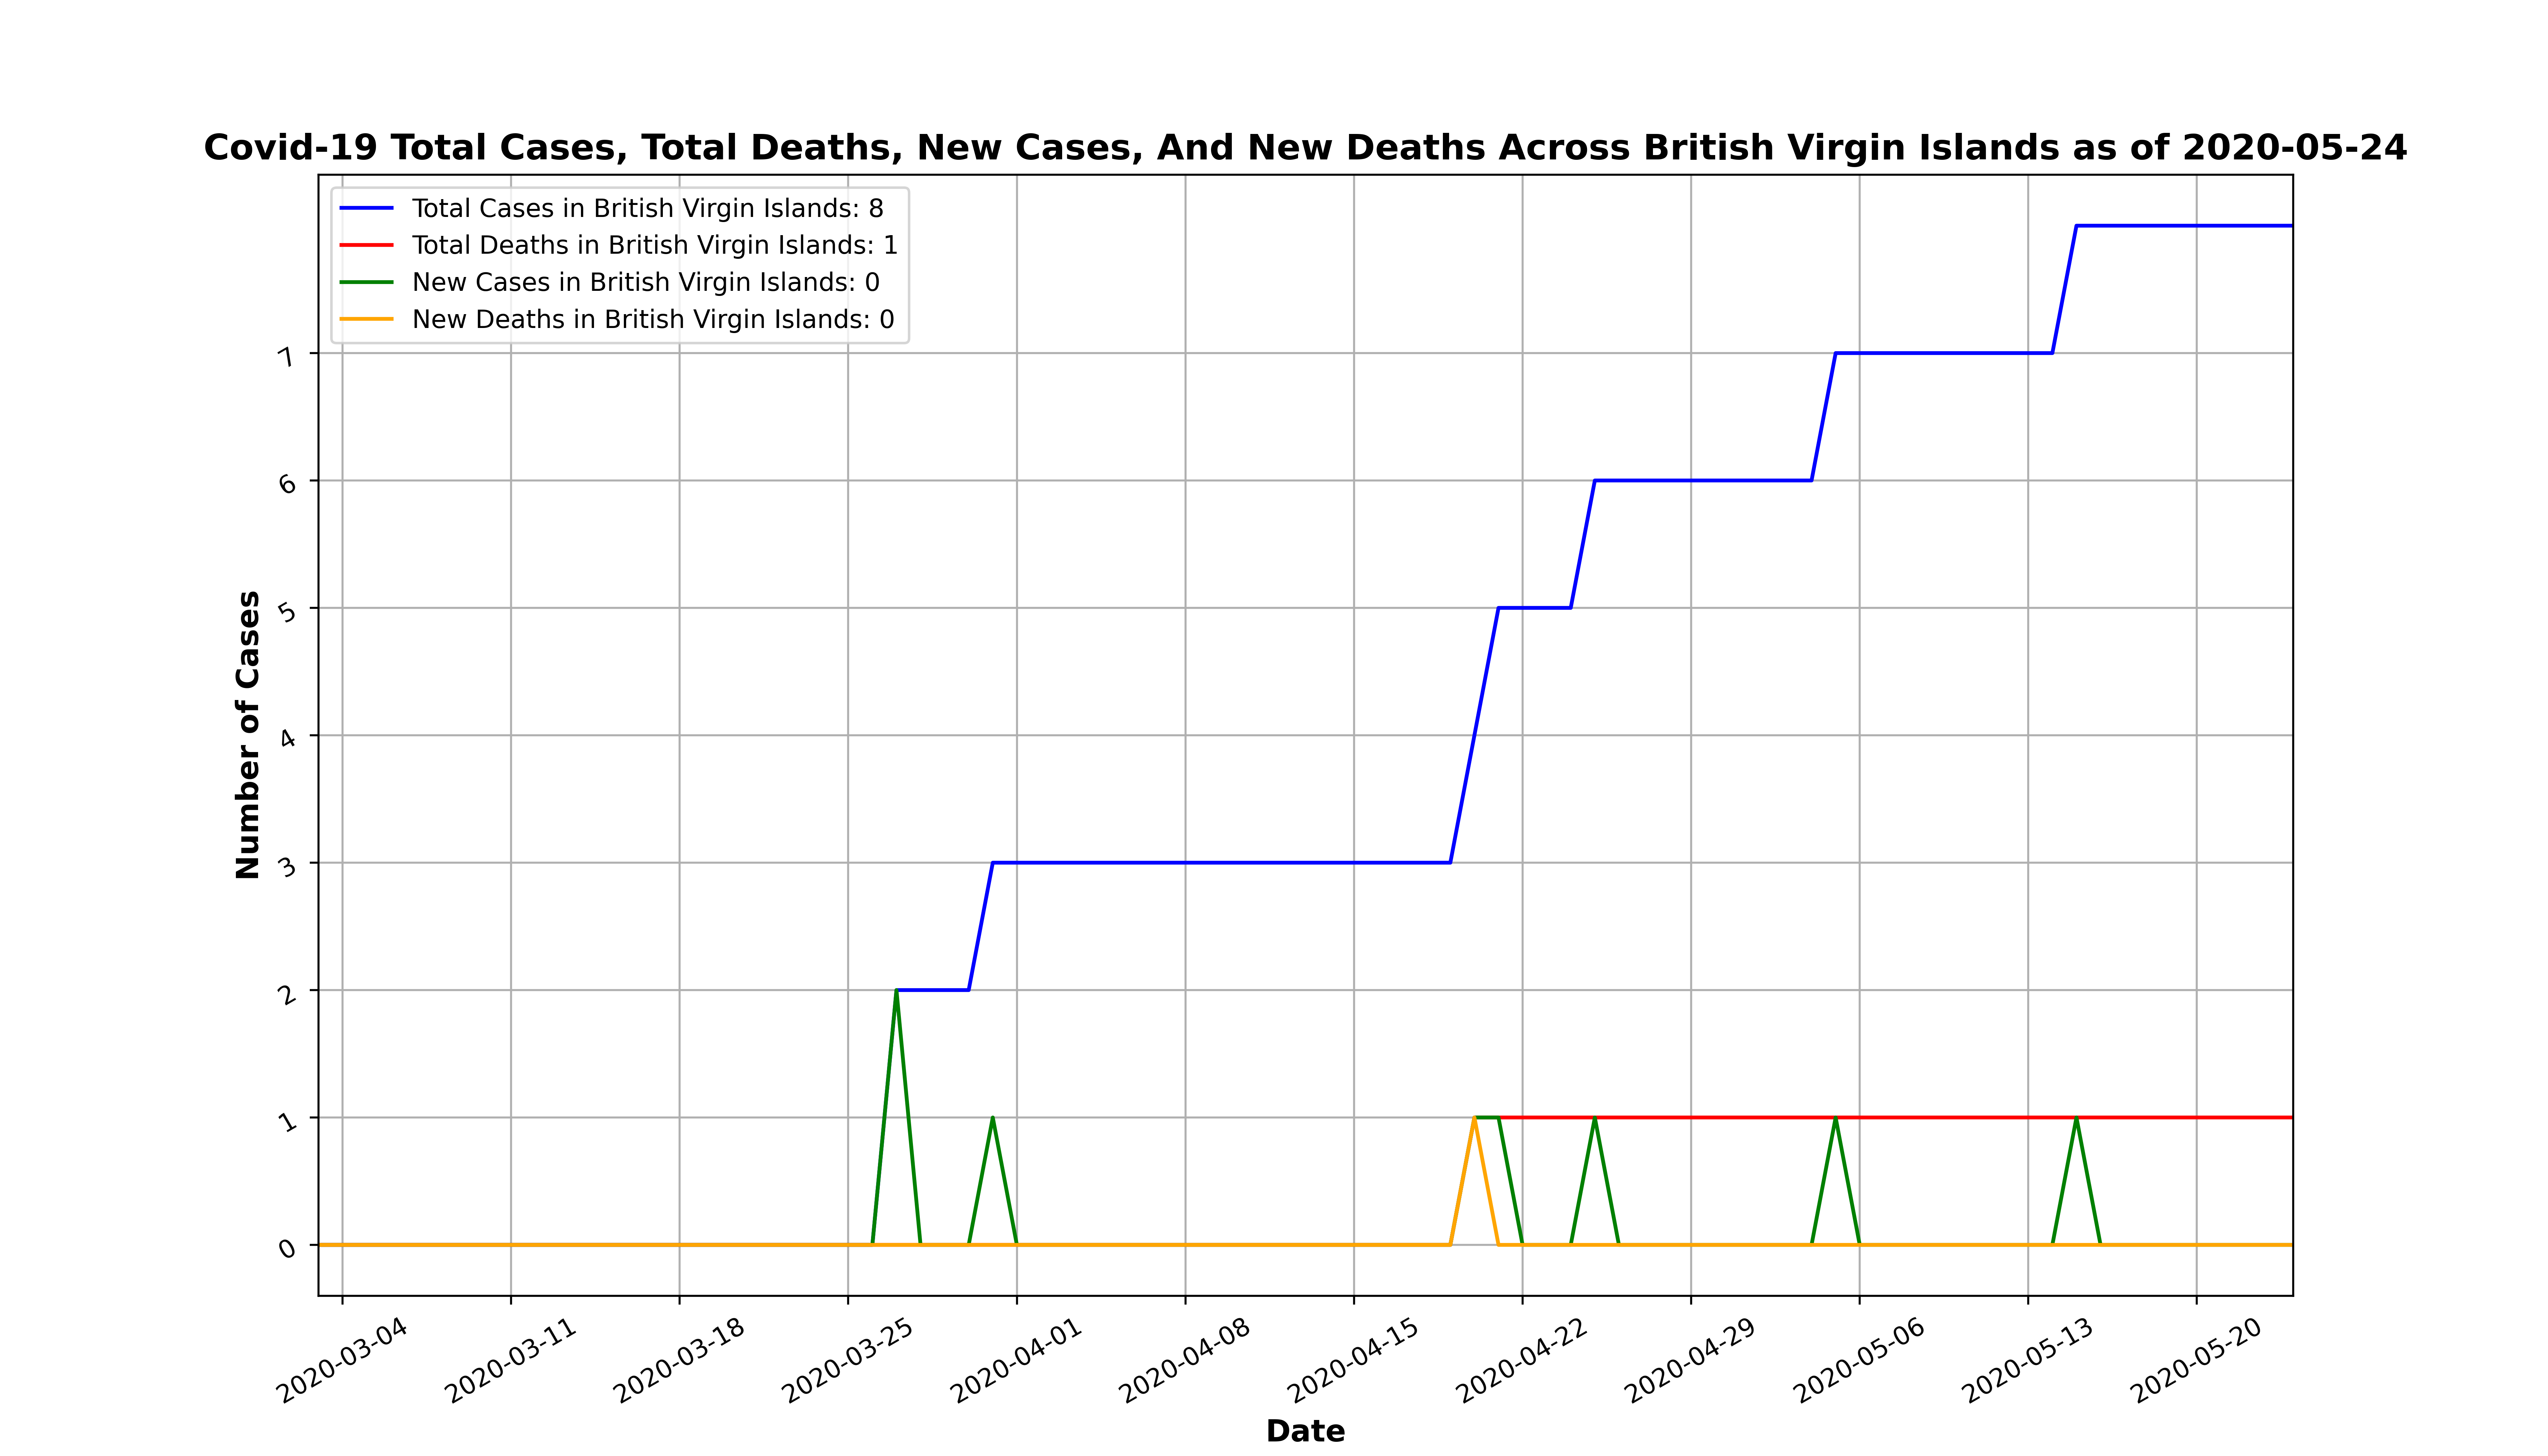 Covid-19 Total Cases, Total Deaths, New Cases, And New Deaths Across British Virgin Islands as of 2020-05-24
Total Cases in British Virgin Islands: 8
Total Deaths in British Virgin Islands: 1
New Cases in British Virgin Islands: 0
New Deaths in British Virgin Islands: 0
Number of Cases
7
6
5
4
3
2
1
0
2020-03-04
2020-03-11
2020-03-18
2020-03-25
2020-04-01
2020-04-08
2020-04-15
2020-04-22
2020-04-29
2020-05-06
2020-05-13
2020-05-20
Date